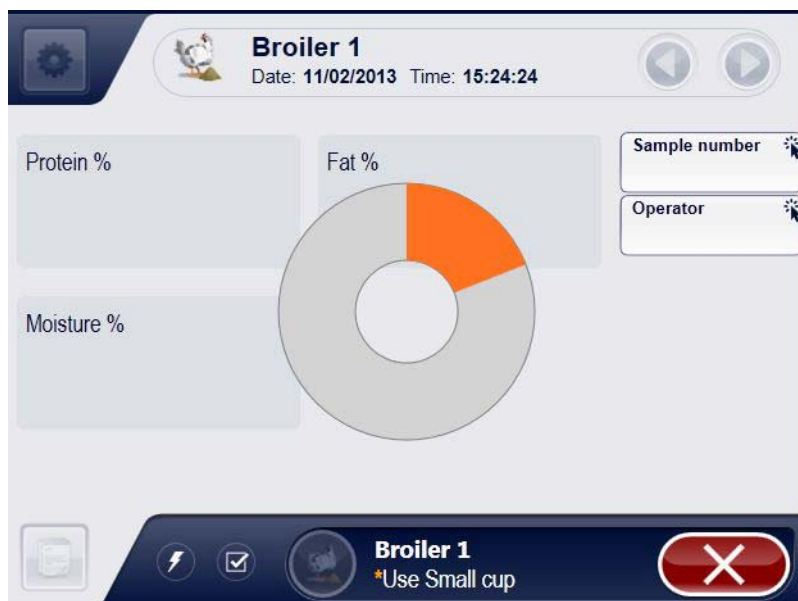 Broiler 1
Date: 11/02/2013 Time: 15:24:24
Protein %
Fat %
Sample number
Operator
Moisture %
Broiler 1
*Use Small cup